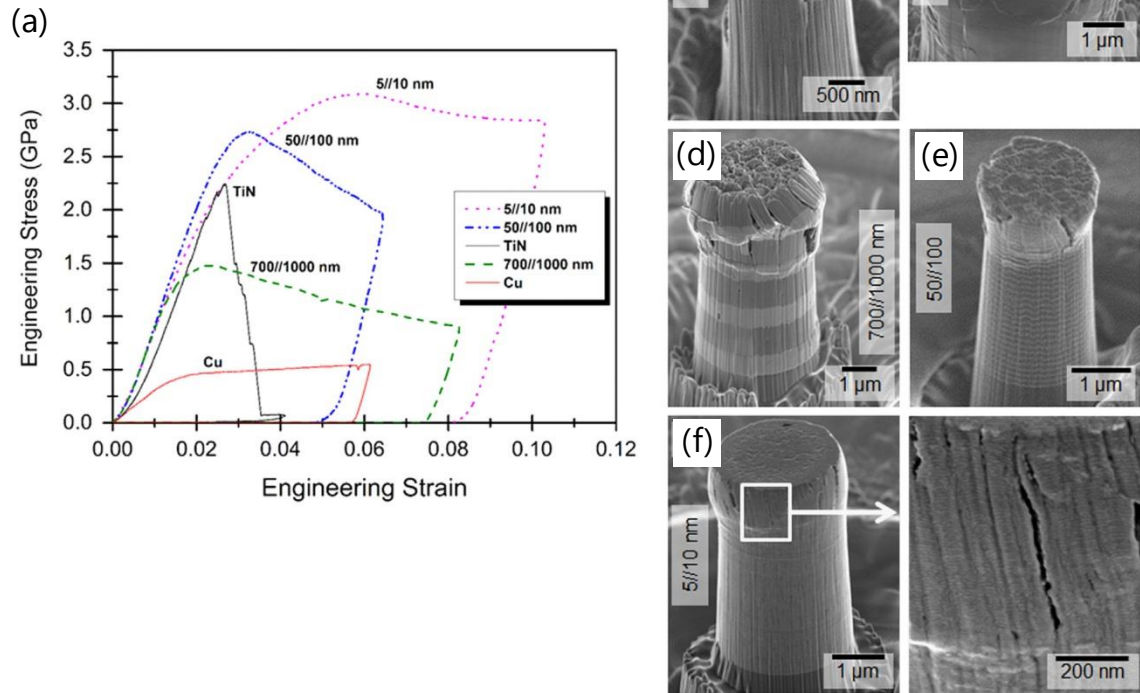 (a)
3.5
3.0
2.5
2.0
1.5
1.0
0.5
0.0
Engineering Stress (GPa)
0.00
0.02
0.04
0.06
0.08
0.10
0.12
Engineering Strain
5//10 nm
50//100 nm
TiN
700//1000 nm
Cu
5//10 nm
50//100 nm
TiN
700//1000 nm
Cu
500 nm
1 µm
(d)
700//1000 nm
1 µm
(e)
50//100
1 µm
(f)
5//10 nm
1 µm
200 nm